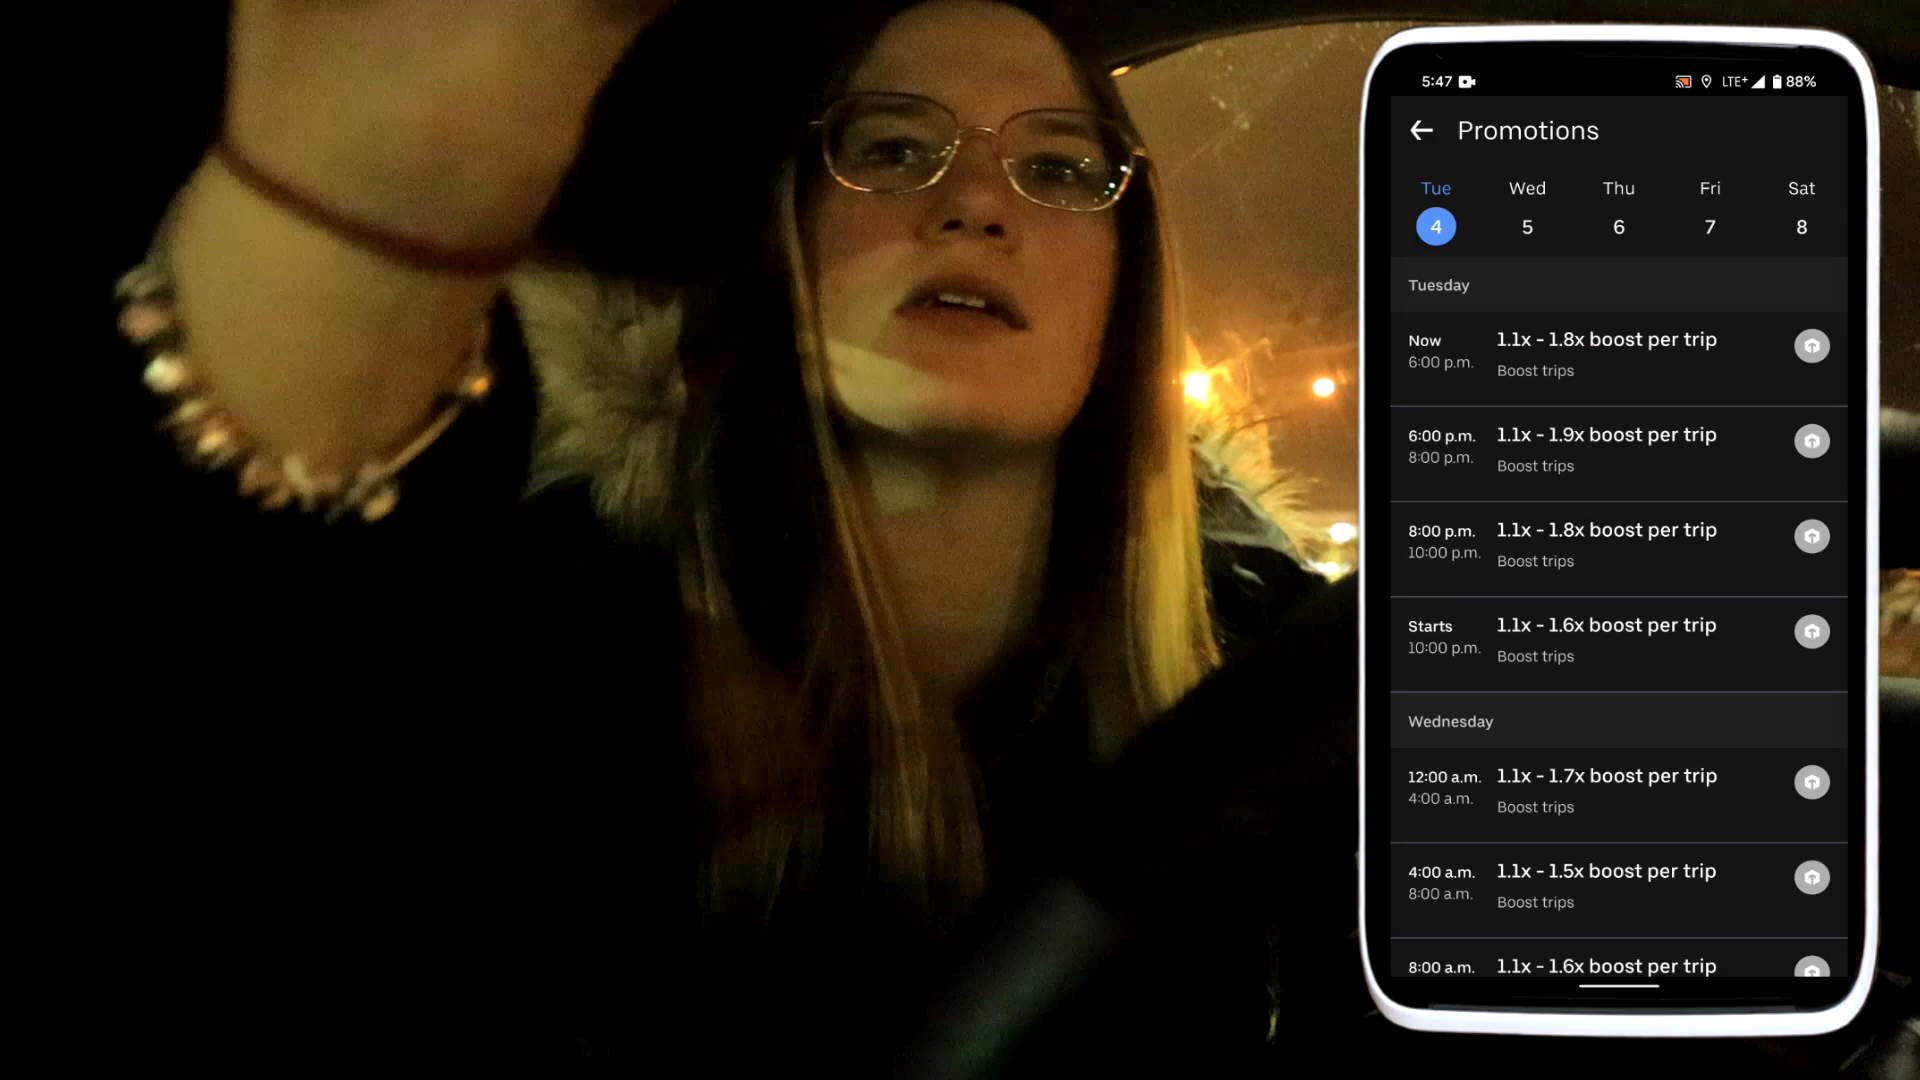 5:47 LTE+ 88%
Promotions
Tue Wed Thu Fri Sat
4 5 6 7 8
Tuesday
Now 1.1x - 1.8x boost per trip
6:00 p.m. Boost trips
6:00 p.m. 1.1x - 1.9x boost per trip
8:00 p.m. Boost trips
8:00 p.m. 1.1x - 1.8x boost per trip
10:00 p.m. Boost trips
Starts 1.1x - 1.6x boost per trip
10:00 p.m. Boost trips
Wednesday
12:00 a.m. 1.1x - 1.7x boost per trip
4:00 a.m. Boost trips
4:00 a.m. 1.1x - 1.5x boost per trip
8:00 a.m. Boost trips
8:00 a.m. 1.1x - 1.6x boost per trip